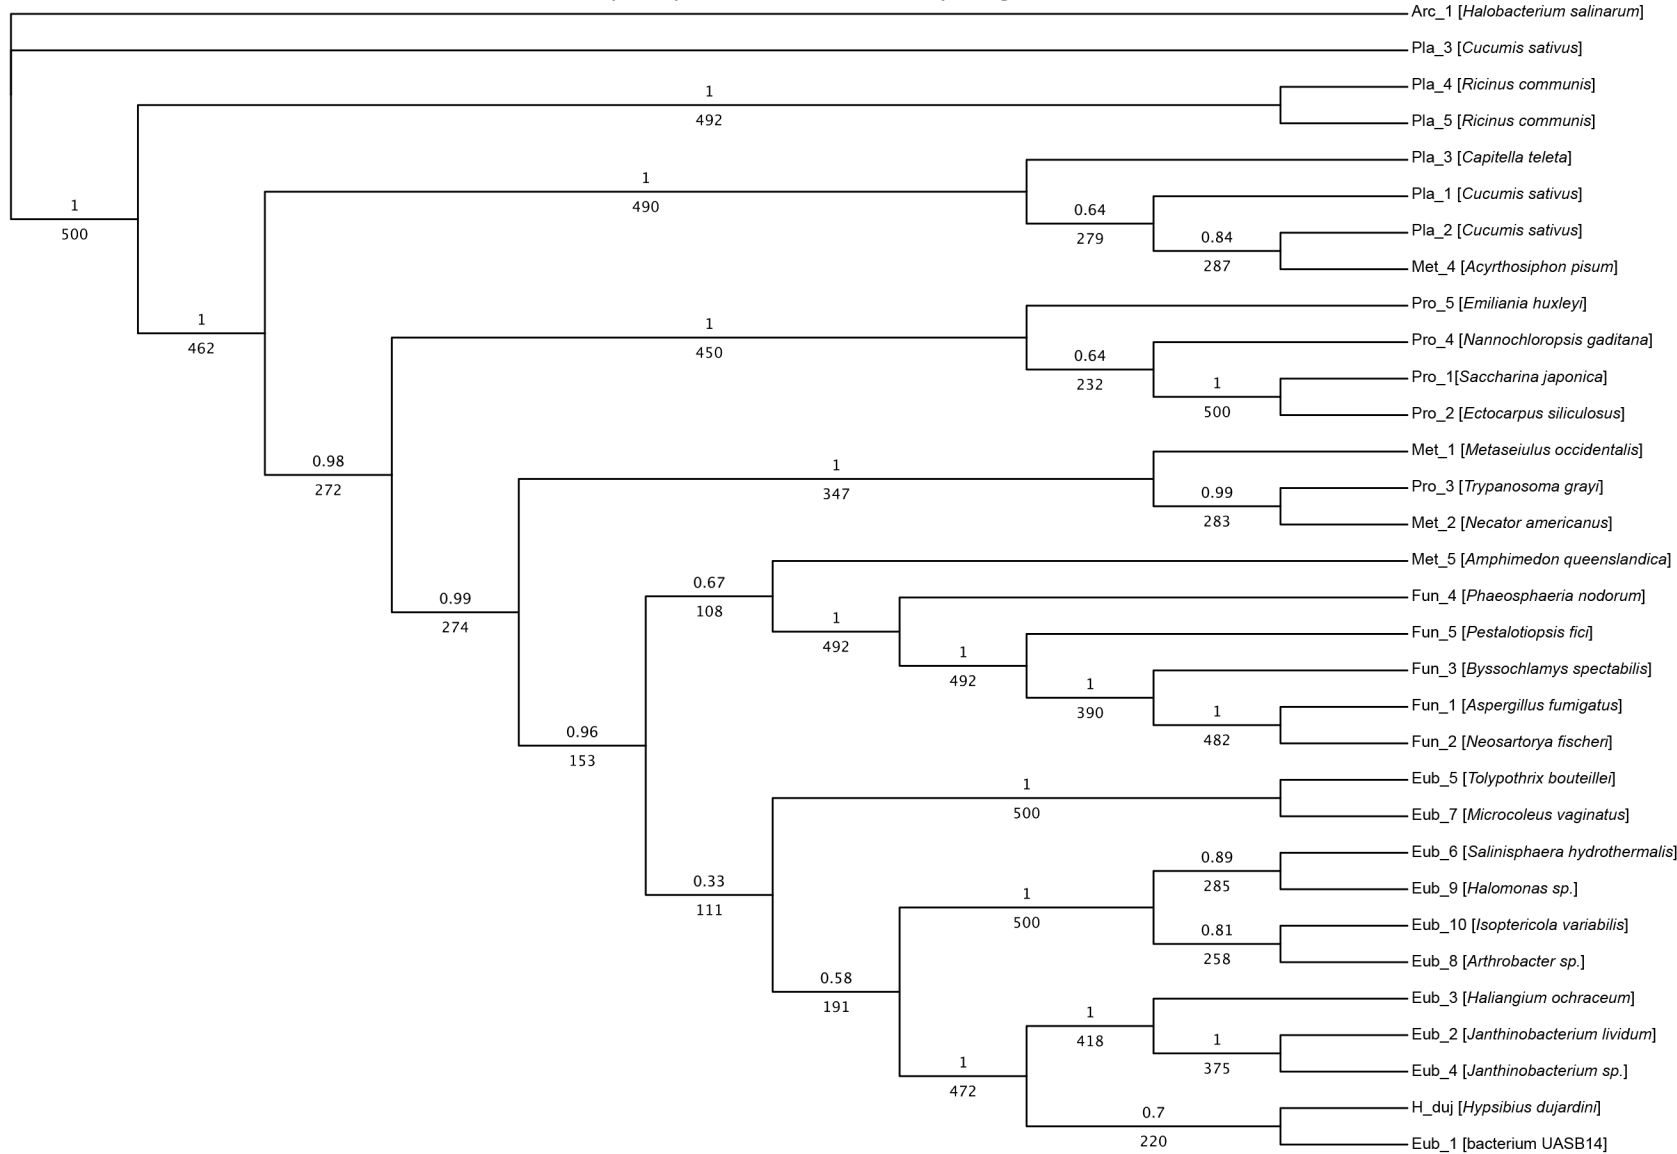 Arc_1 [Halobacterium salinarum]
Pla_3 [Cucumis sativus]
Pla_4 [Ricinus communis]
1
492
Pla_5 [Ricinus communis]
Pla_3 [Capitella teleta]
1
490
Pla_1 [Cucumis sativus]
0.64
279
1
500
Pla_2 [Cucumis sativus]
0.84
287
Met_4 [Acyrthosiphon pisum]
Pro_5 [Emiliania huxleyi]
1
462
1
450
Pro_4 [Nannochloropsis gaditana]
0.64
232
Pro_1[Saccharina japonica]
1
500
Pro_2 [Ectocarpus siliculosus]
Met_1 [Metaseiulus occidentalis]
0.98
272
1
347
Pro_3 [Trypanosoma grayi]
0.99
283
Met_2 [Necator americanus]
Met_5 [Amphimedon queenslandica]
0.67
108
Fun_4 [Phaeosphaeria nodorum]
0.99
274
1
492
Fun_5 [Pestalotiopsis fici]
1
492
Fun_3 [Byssochlamys spectabilis]
1
390
Fun_1 [Aspergillus fumigatus]
1
482
Fun_2 [Neosartorya fischeri]
0.96
153
Eub_5 [Tolypothrix bouteillei]
1
500
Eub_7 [Microcoleus vaginatus]
Eub_6 [Salinisphaera hydrothermalis]
0.89
285
Eub_9 [Halomonas sp.]
0.33
111
1
500
Eub_10 [Isoptericola variabilis]
0.81
258
Eub_8 [Arthrobacter sp.]
0.58
191
Eub_3 [Haliangium ochraceum]
1
418
Eub_2 [Janthinobacterium lividum]
1
375
Eub_4 [Janthinobacterium sp.]
1
472
H_duj [Hypsibius dujardini]
0.7
220
Eub_1 [bacterium UASB14]